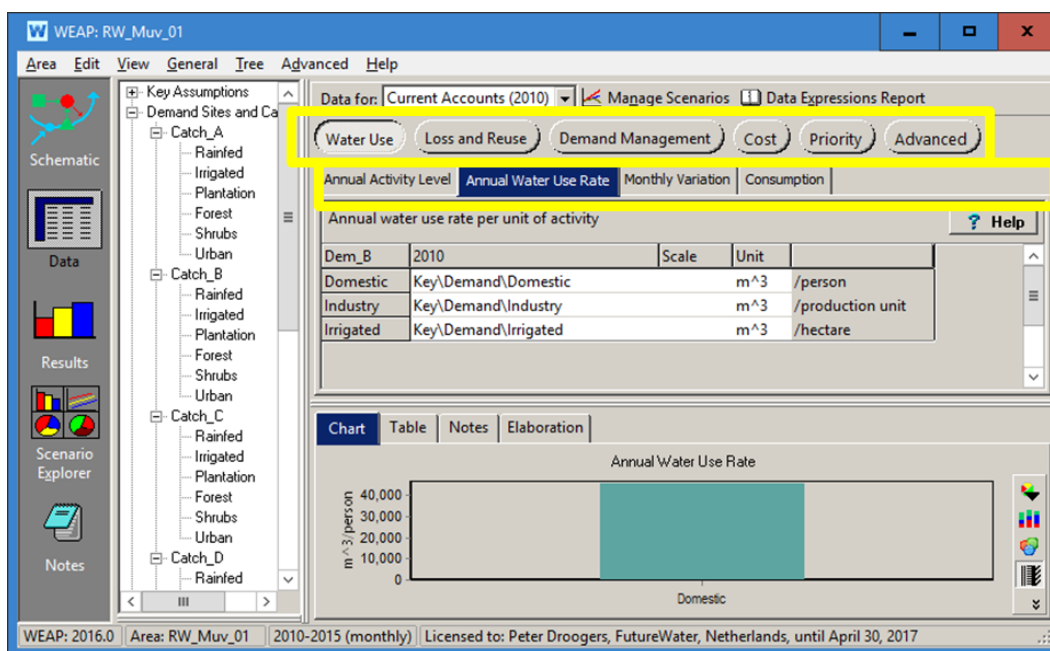 WEAP: RW_Muv_01
Area Edit View General Tree Advanced Help
Schematic
Data
Results
Scenario
Explorer
Notes
Key Assumptions
Demand Sites and Ca
Catch_A
Rainfed
Irrigated
Plantation
Forest
Shrubs
Urban
Catch_B
Rainfed
Irrigated
Plantation
Forest
Shrubs
Urban
Catch_C
Rainfed
Irrigated
Plantation
Forest
Shrubs
Urban
Catch_D
Rainfed
Data for: Current Accounts (2010) Manage Scenarios Data Expressions Report
Water Use Loss and Reuse Demand Management Cost Priority Advanced
Annual Activity Level Annual Water Use Rate Monthly Variation Consumption
Annual water use rate per unit of activity ? Help
Dem_B 2010 Scale Unit
Domestic Key\Demand\Domestic m^3 /person
Industry Key\Demand\Industry m^3 /production unit
Irrigated Key\Demand\Irrigated m^3 /hectare
Chart Table Notes Elaboration
Annual Water Use Rate
m^3/person
40,000
30,000
20,000
10,000
0
Domestic
WEAP: 2016.0 Area: RW_Muv_01 2010-2015 (monthly) Licensed to: Peter Droogers, FutureWater, Netherlands, until April 30, 2017